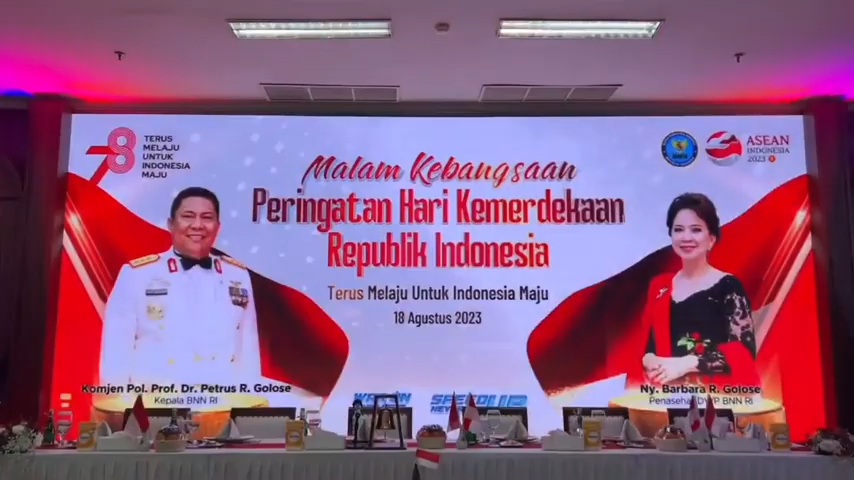 78
TERUS
MELAJU
UNTUK
INDONESIA
MAJU
ASEAN
INDONESIA
2023
Malam Kebangsaan
Peringatan Hari Kemerdekaan
Republik Indonesia
Terus Melaju Untuk Indonesia Maju
18 Agustus 2023
Komjen Pol. Prof. Dr. Petrus R. Golose
Kepala BNN RI
Ny. Barbara R. Golose
Penasehat DWP BNN RI
SPEED UP